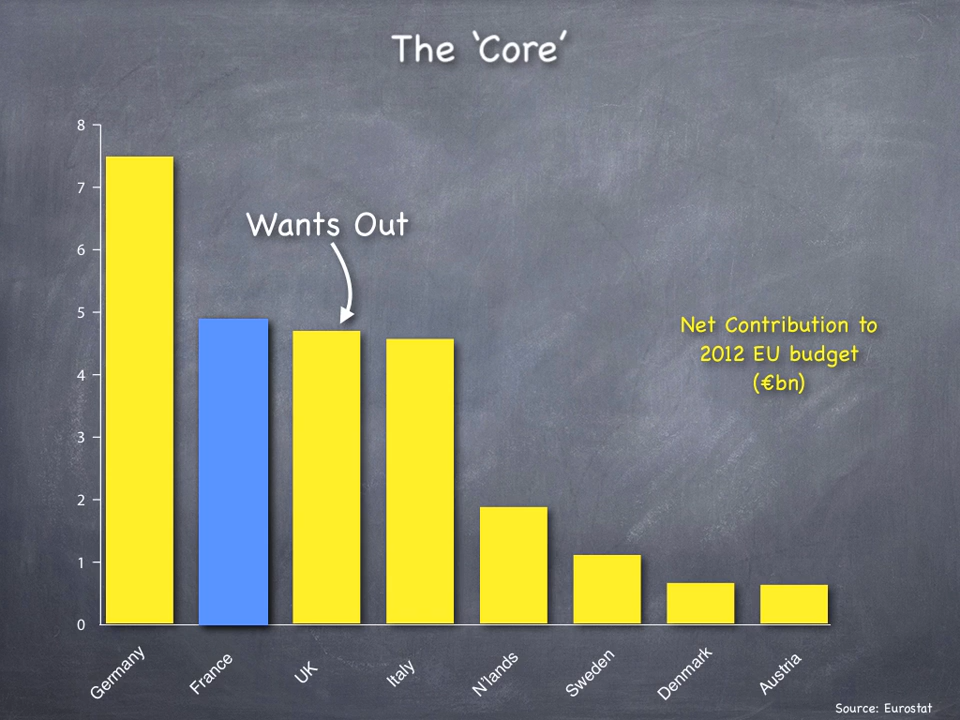 The ‘Core’
8
7
6
5
4
3
2
1
0
Wants Out
Net Contribution to
2012 EU budget
(€bn)
Germany
France
UK
Italy
N'lands
Sweden
Denmark
Austria
Source: Eurostat